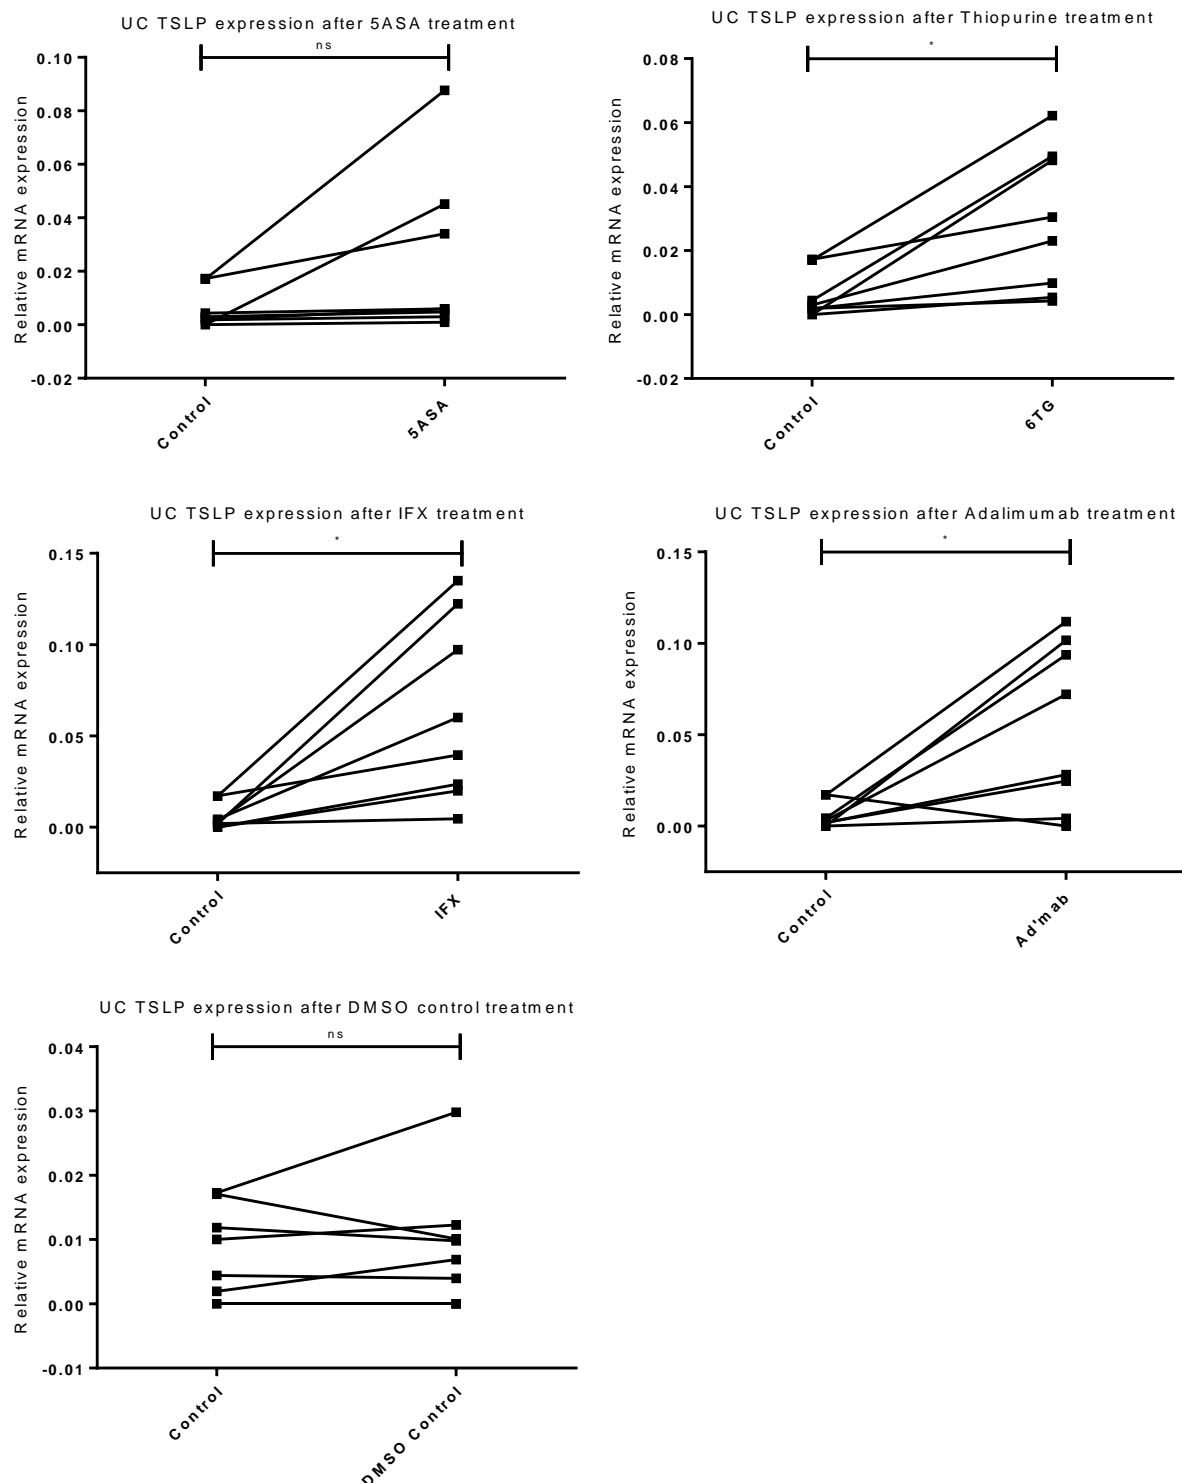 UC TSLP expression after 5ASA treatment
ns
Relative mRNA expression
0.10
0.08
0.06
0.04
0.02
0.00
-0.02
Control
5ASA
UC TSLP expression after Thiopurine treatment
*
Relative mRNA expression
0.08
0.06
0.04
0.02
0.00
-0.02
Control
6TG
UC TSLP expression after IFX treatment
*
Relative mRNA expression
0.15
0.10
0.05
0.00
Control
IFX
UC TSLP expression after Adalimumab treatment
*
Relative mRNA expression
0.15
0.10
0.05
0.00
Control
Ad'mab
UC TSLP expression after DMSO control treatment
ns
Relative mRNA expression
0.04
0.03
0.02
0.01
0.00
-0.01
Control
DMSO Control